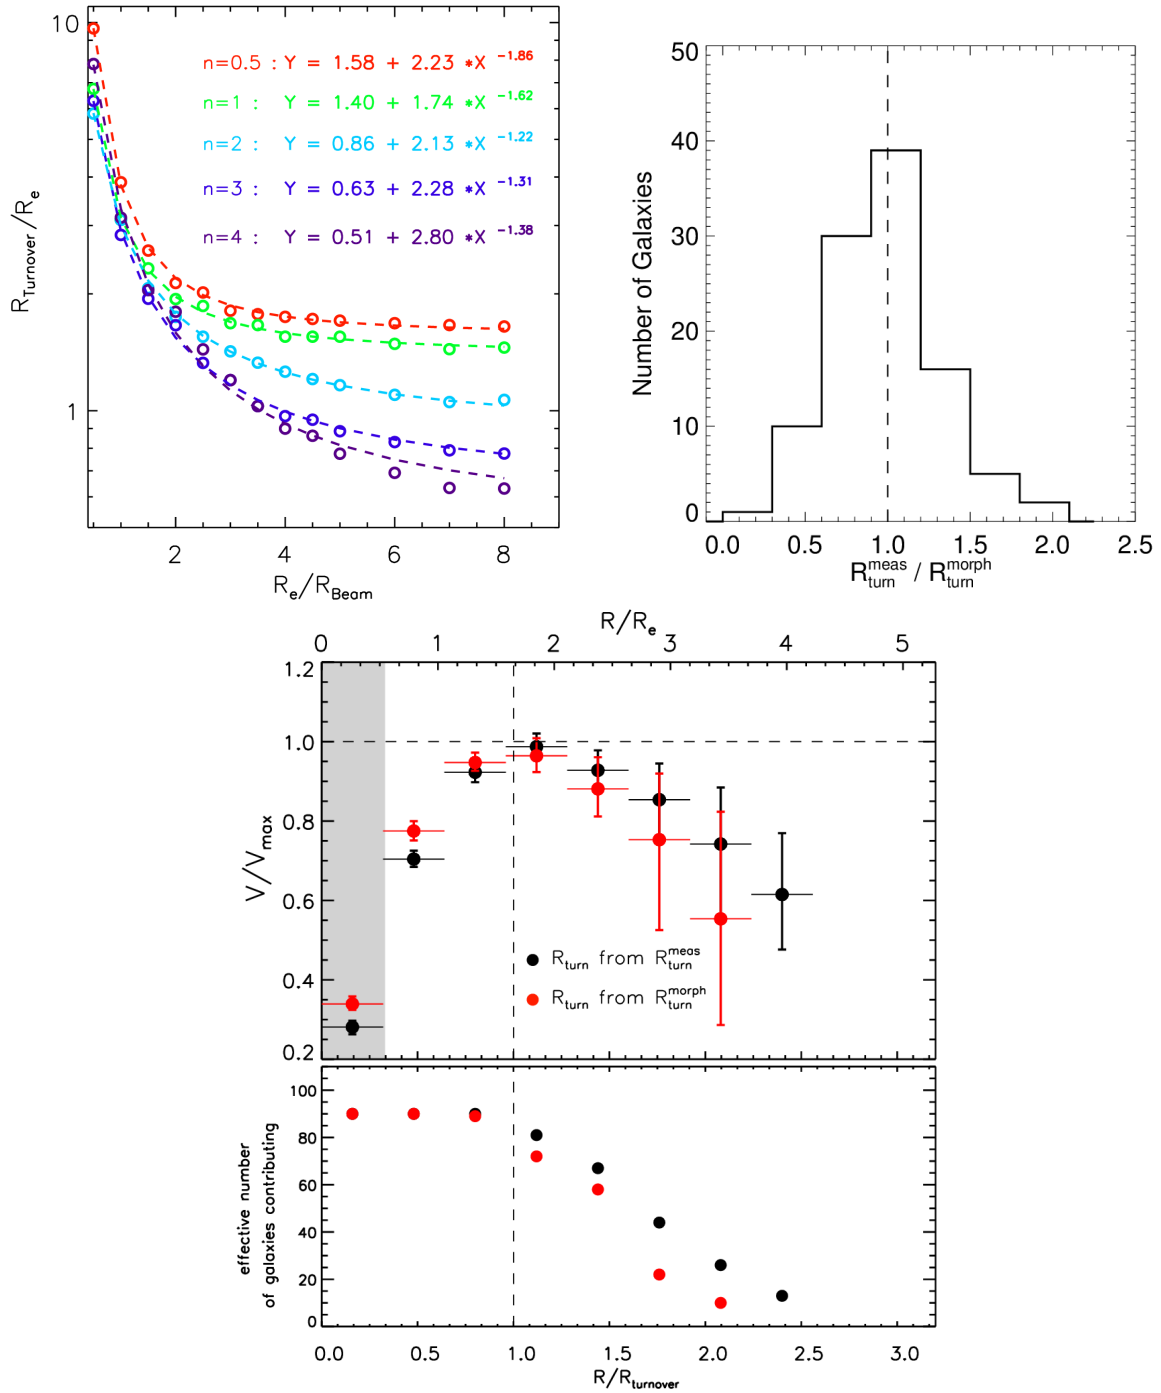 10
1
R_Turnover/R_e
n=0.5 : Y = 1.58 + 2.23 *X^-1.86
n=1 : Y = 1.40 + 1.74 *X^-1.62
n=2 : Y = 0.86 + 2.13 *X^-1.22
n=3 : Y = 0.63 + 2.28 *X^-1.31
n=4 : Y = 0.51 + 2.80 *X^-1.38
2 4 6 8
R_e/R_Beam
50
40
30
20
10
0
Number of Galaxies
0.0 0.5 1.0 1.5 2.0 2.5
R_turn^meas / R_turn^morph
R/R_e
0 1 2 3 4 5
1.2
1.0
0.8
0.6
0.4
0.2
V/V_max
R_turn from R_turn^meas
R_turn from R_turn^morph
100
80
60
40
20
0
effective number
of galaxies contributing
0.0 0.5 1.0 1.5 2.0 2.5 3.0
R/R_turnover